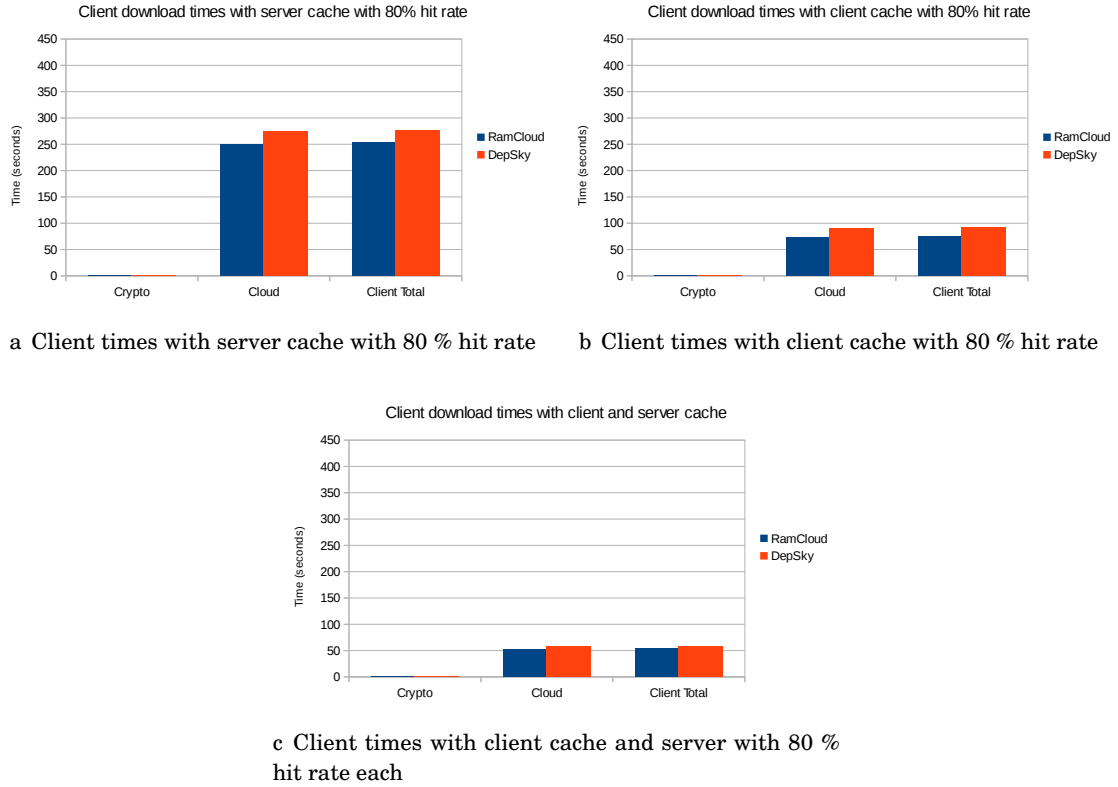 Client download times with server cache with 80% hit rate
450
400
350
300
250
200
150
100
50
0
Time (seconds)
Crypto
Cloud
Client Total
RamCloud
DepSky
a Client times with server cache with 80 % hit rate
Client download times with client cache with 80% hit rate
450
400
350
300
250
200
150
100
50
0
Time (seconds)
Crypto
Cloud
Client Total
RamCloud
DepSky
b Client times with client cache with 80 % hit rate
Client download times with client and server cache
450
400
350
300
250
200
150
100
50
0
Time (seconds)
Crypto
Cloud
Client Total
RamCloud
DepSky
c Client times with client cache and server with 80 %
hit rate each